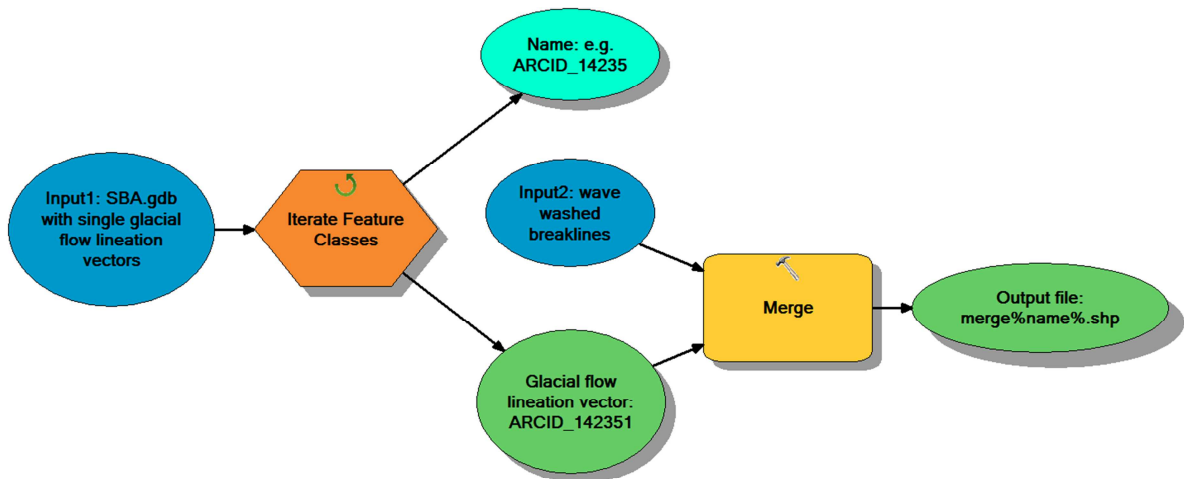 Name: e.g.
ARCID_14235
Input1: SBA.gdb
with single glacial
flow lineation
vectors
Iterate Feature
Classes
Input2: wave
washed
breaklines
Merge
Output file:
merge%name%.shp
Glacial flow
lineation vector:
ARCID_142351